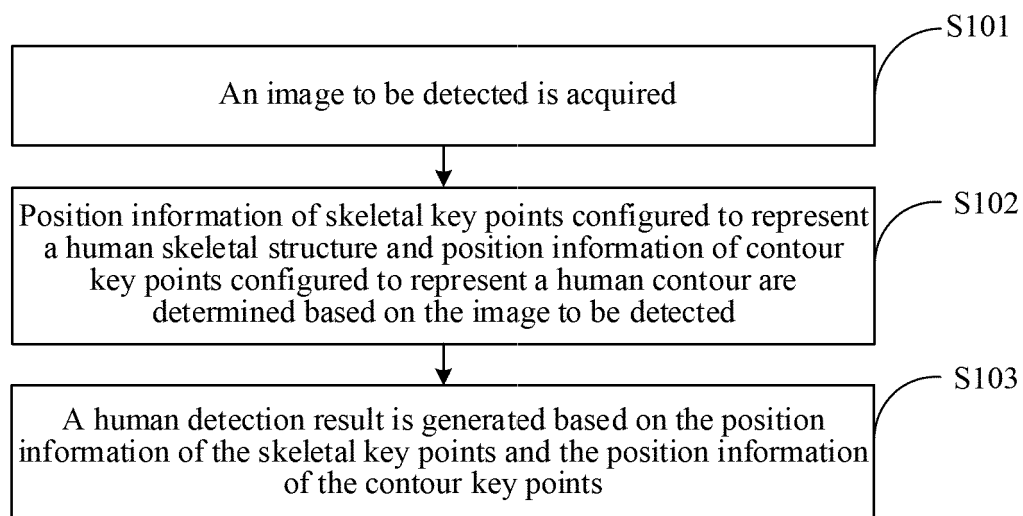 S101
An image to be detected is acquired
S102
Position information of skeletal key points configured to represent
a human skeletal structure and position information of contour
key points configured to represent a human contour are
determined based on the image to be detected
S103
A human detection result is generated based on the position
information of the skeletal key points and the position information
of the contour key points